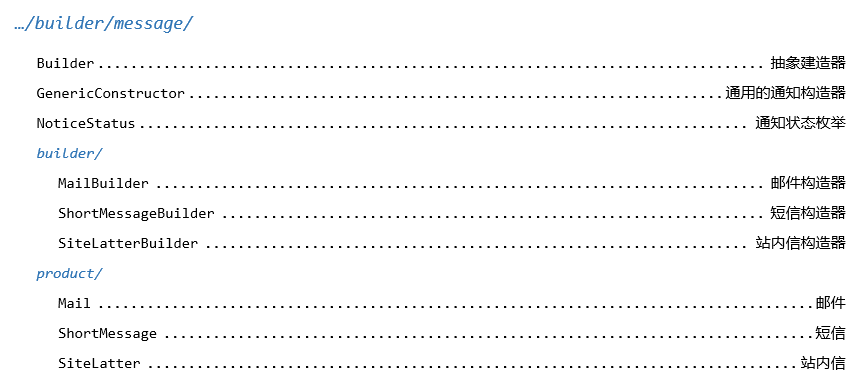 …/builder/message/
Builder ................................................................................. 抽象建造器
GenericConstructor ................................................................. 通用的通知构造器
NoticeStatus .......................................................................... 通知状态枚举
builder/
MailBuilder .......................................................................... 邮件构造器
ShortMessageBuilder .................................................................. 短信构造器
SiteLatterBuilder .................................................................. 站内信构造器
product/
Mail ....................................................................................... 邮件
ShortMessage ............................................................................... 短信
SiteLatter ............................................................................... 站内信